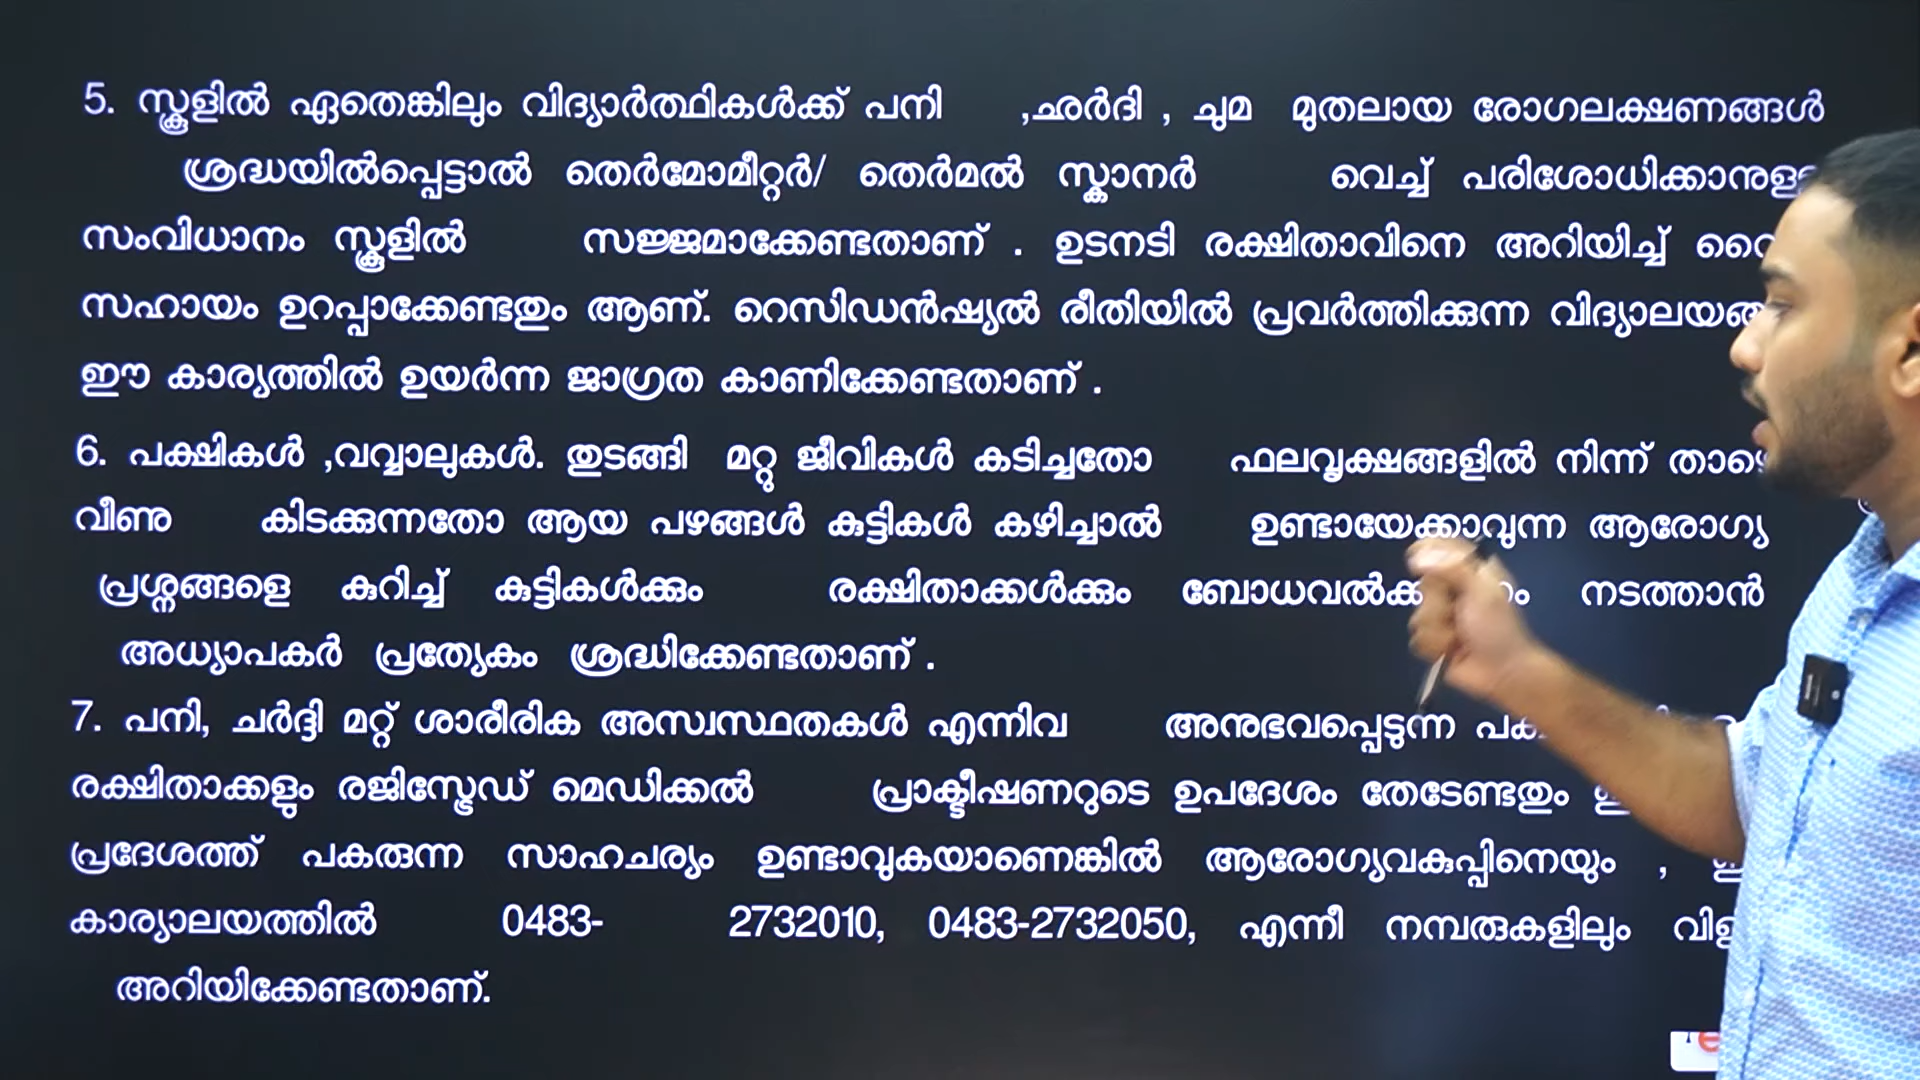 5. സ്കൂളിൽ ഏതെങ്കിലും വിദ്യാർത്ഥികൾക്ക് പനി ,ഛർദി , ചുമ മുതലായ രോഗലക്ഷണങ്ങൾ
ശ്രദ്ധയിൽപ്പെട്ടാൽ തെർമോമീറ്റർ/ തെർമൽ സ്കാനർ വെച്ച്
സംവിധാനം സ്കൂളിൽ സജ്ജമാക്കേണ്ടതാണ് . ഉടനടി രക്ഷിതാവിനെ അറിയിച്ച്
സഹായം ഉറപ്പാക്കേണ്ടതും ആണ്. റെസിഡൻഷ്യൽ രീതിയിൽ പ്രവർത്തിക്കുന്ന
ഈ കാര്യത്തിൽ ഉയർന്ന ജാഗ്രത കാണിക്കേണ്ടതാണ് .
6. പക്ഷികൾ ,വവ്വാലുകൾ. തുടങ്ങി മറ്റു ജീവികൾ കടിച്ചതോ ഫലവൃക്ഷങ്ങളിൽ നിന്ന് താഴെ
വീണു കിടക്കുന്നതോ ആയ പഴങ്ങൾ കുട്ടികൾ കഴിച്ചാൽ ഉണ്ടായേക്കാവുന്ന ആരോഗ്യ
പ്രശ്നങ്ങളെ കുറിച്ച് കുട്ടികൾക്കും രക്ഷിതാക്കൾക്കും നടത്താൻ
അധ്യാപകർ പ്രത്യേകം ശ്രദ്ധിക്കേണ്ടതാണ് .
7. പനി, ചർദ്ദി മറ്റ് ശാരീരിക അസ്വസ്ഥതകൾ എന്നിവ അനുഭവപ്പെടുന്ന
രക്ഷിതാക്കളും രജിസ്ട്രേഡ് മെഡിക്കൽ പ്രാക്ടീഷണറുടെ ഉപദേശം തേടേണ്ടതും
പ്രദേശത്ത് പകരുന്ന സാഹചര്യം ഉണ്ടാവുകയാണെങ്കിൽ ആരോഗ്യവകുപ്പിനെയും ,
കാര്യാലയത്തിൽ 0483- 2732010, 0483-2732050, എന്നീ നമ്പരുകളിലും
അറിയിക്കേണ്ടതാണ്.